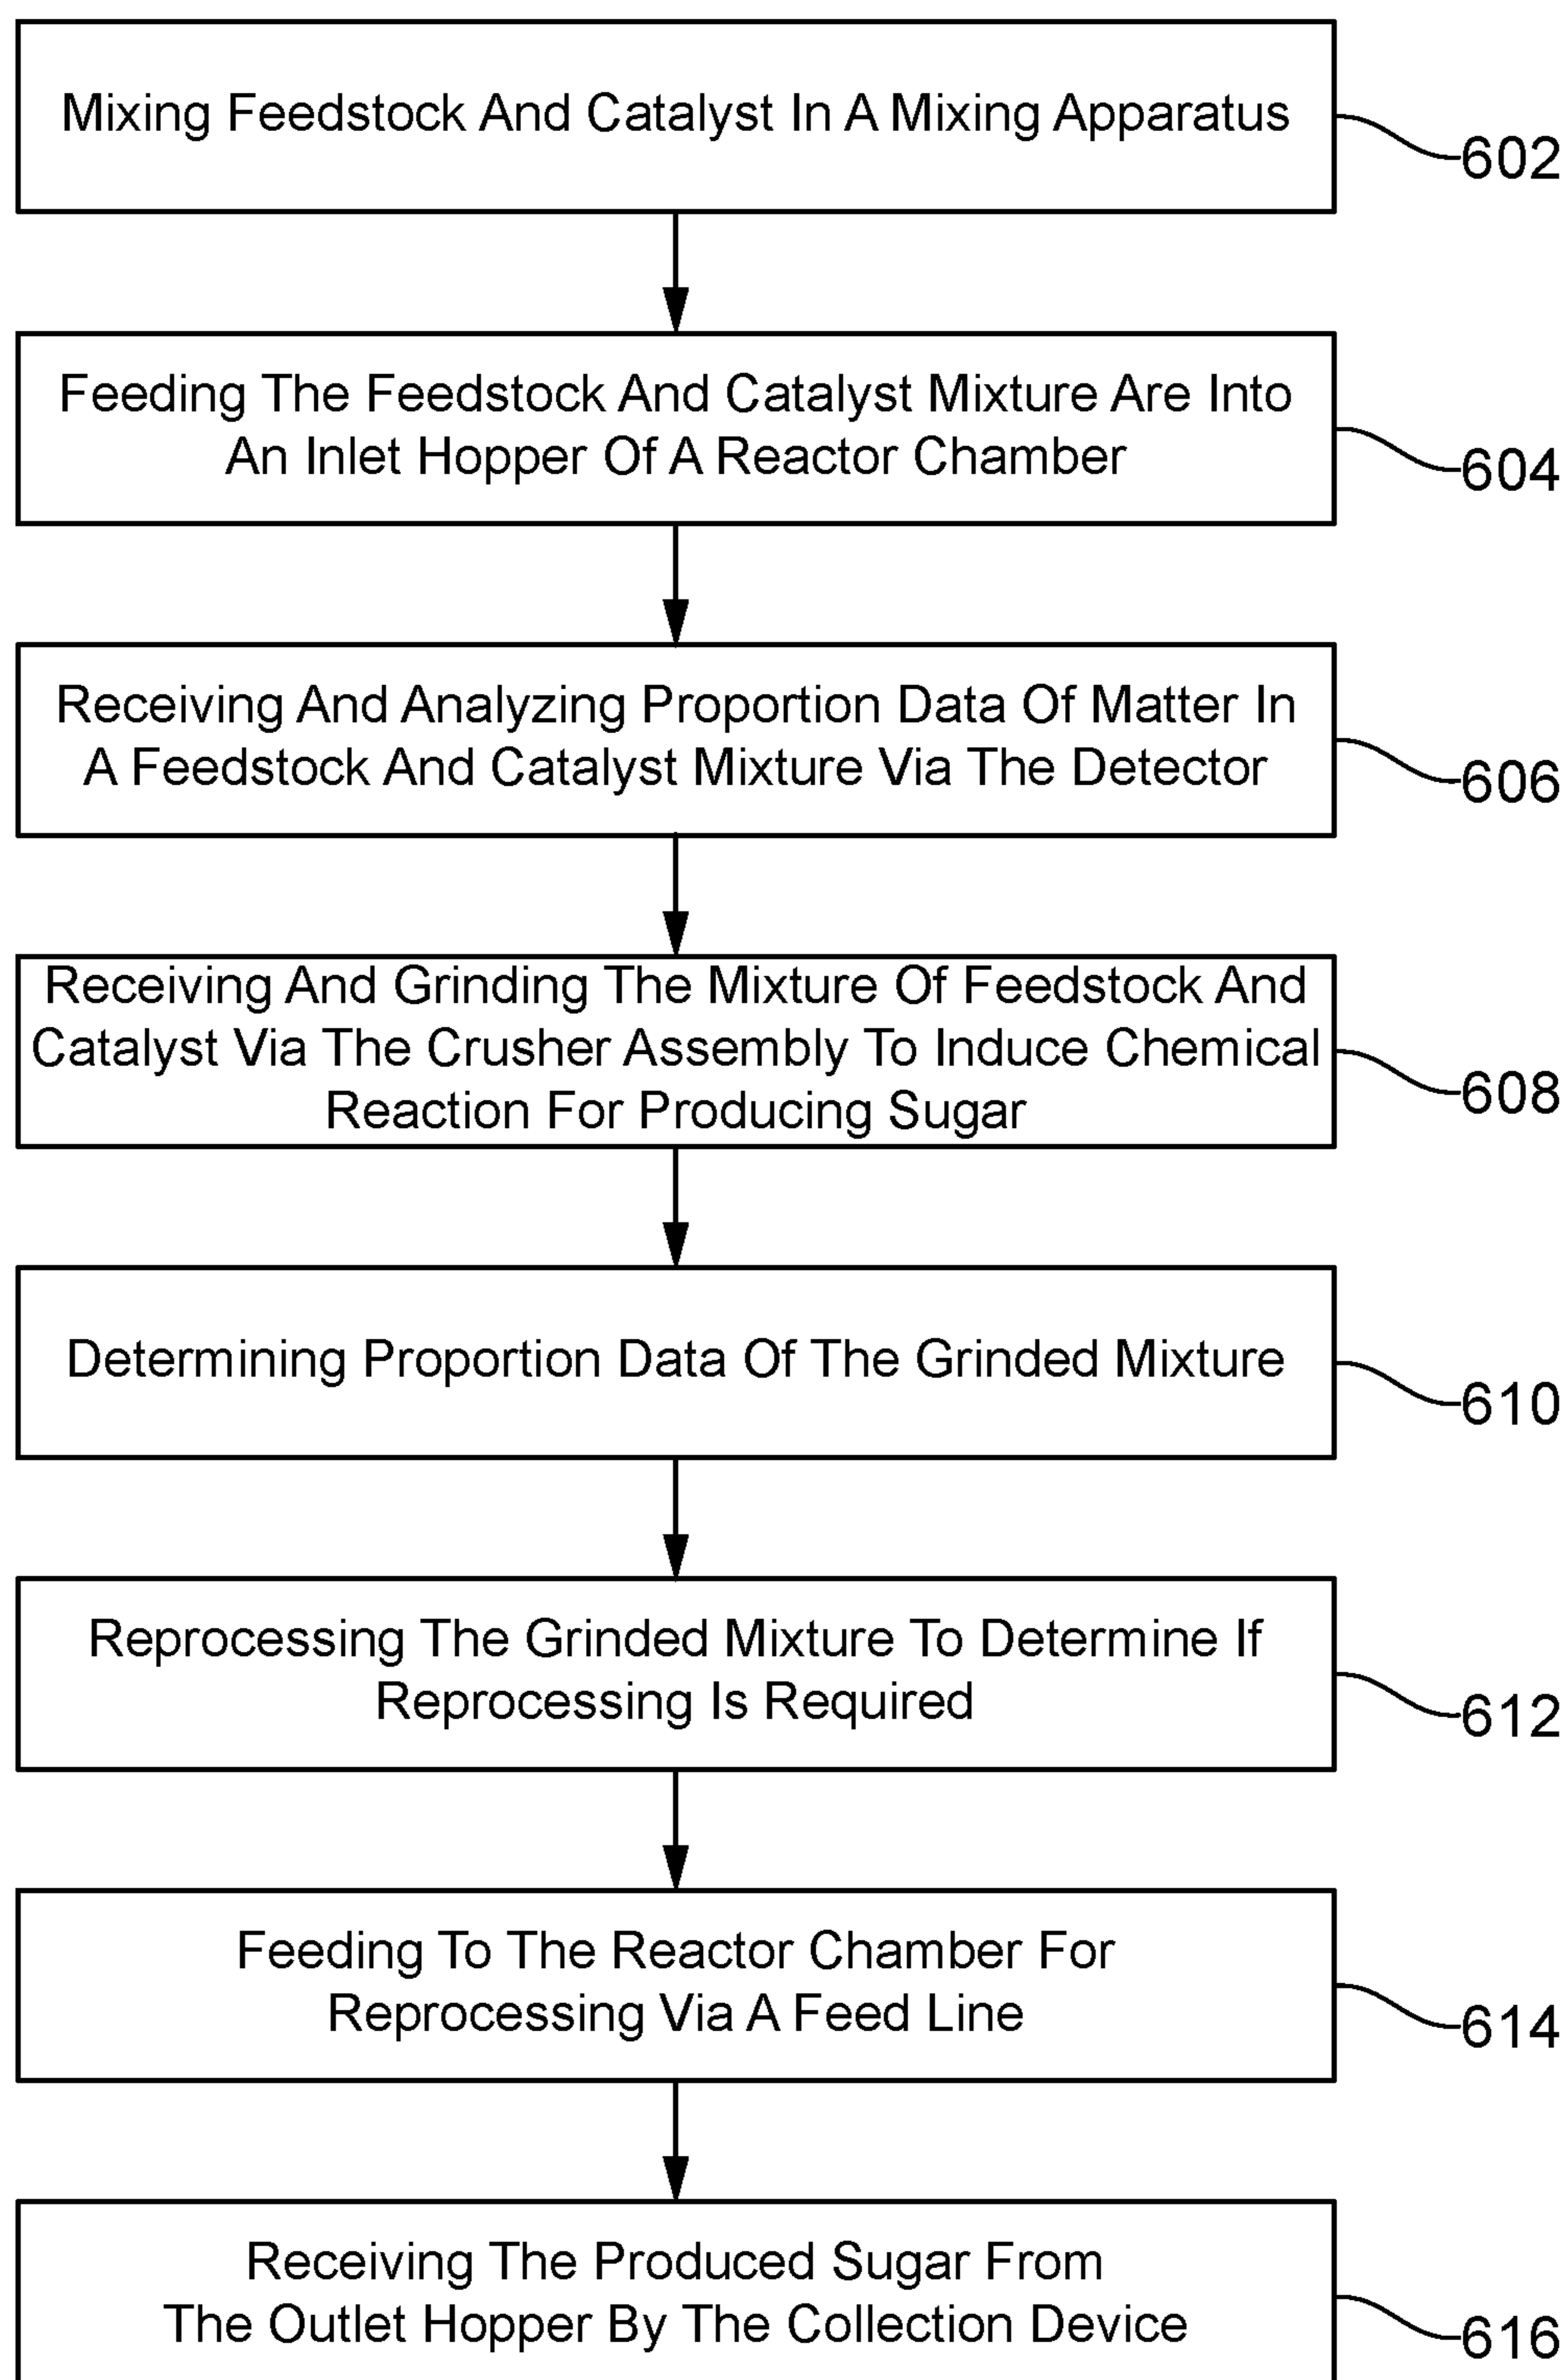 Mixing Feedstock And Catalyst In A Mixing Apparatus
602
Feeding The Feedstock And Catalyst Mixture Are Into
An Inlet Hopper Of A Reactor Chamber
604
Receiving And Analyzing Proportion Data Of Matter In
A Feedstock And Catalyst Mixture Via The Detector
606
Receiving And Grinding The Mixture Of Feedstock And
Catalyst Via The Crusher Assembly To Induce Chemical
Reaction For Producing Sugar
608
Determining Proportion Data Of The Grinded Mixture
610
Reprocessing The Grinded Mixture To Determine If
Reprocessing Is Required
612
Feeding To The Reactor Chamber For
Reprocessing Via A Feed Line
614
Receiving The Produced Sugar From
The Outlet Hopper By The Collection Device
616